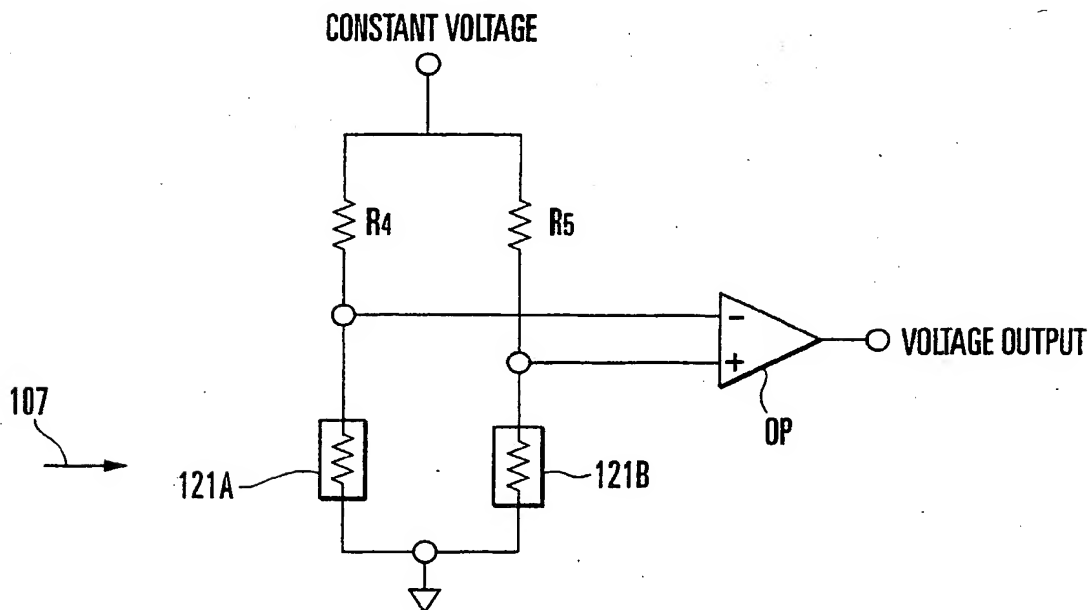 CONSTANT VOLTAGE
R4
R5
-
+
VOLTAGE OUTPUT
OP
107
121A
121B